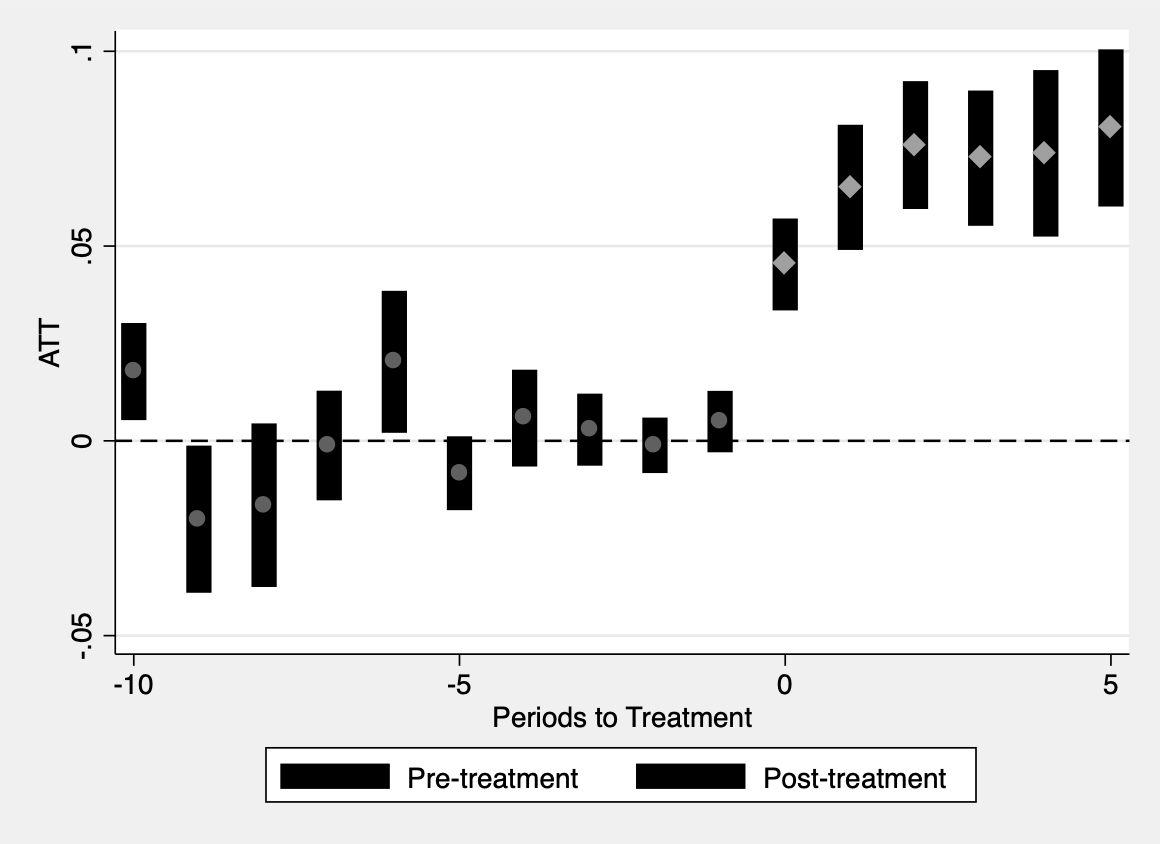 ATT
.1
.05
0
-.05
-10 -5 0 5
Periods to Treatment
Pre-treatment Post-treatment